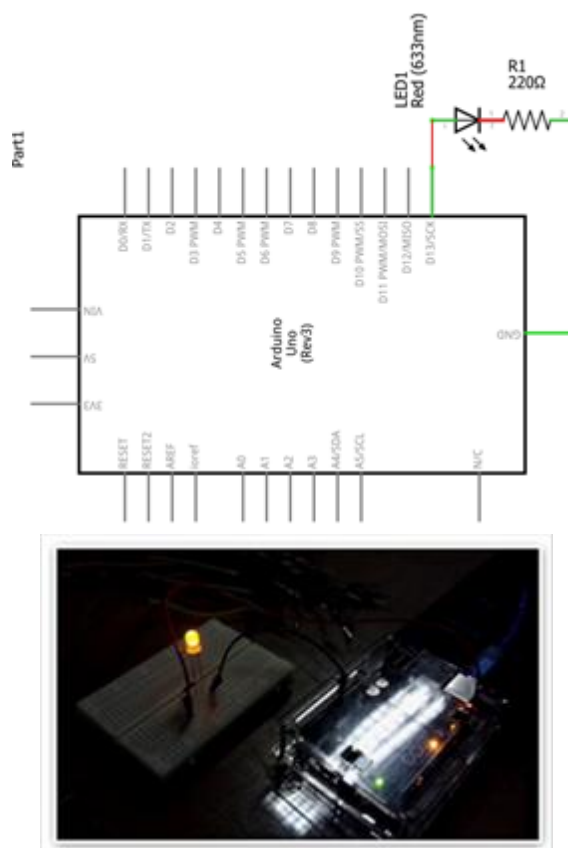 Part1
LED1
Red (633nm)
R1
220Ω
D0/RX
D1/TX
D2
D3 PWM
D4
D5 PWM
D6 PWM
D7
D8
D9 PWM
D10 PWM/SS
D11 PWM/MOSI
D12/MISO
D13/SCK
VIN
5V
3V3
Arduino
Uno
(Rev3)
GND
RESET
RESET2
AREF
ioref
A0
A1
A2
A3
A4/SDA
A5/SCL
N/C